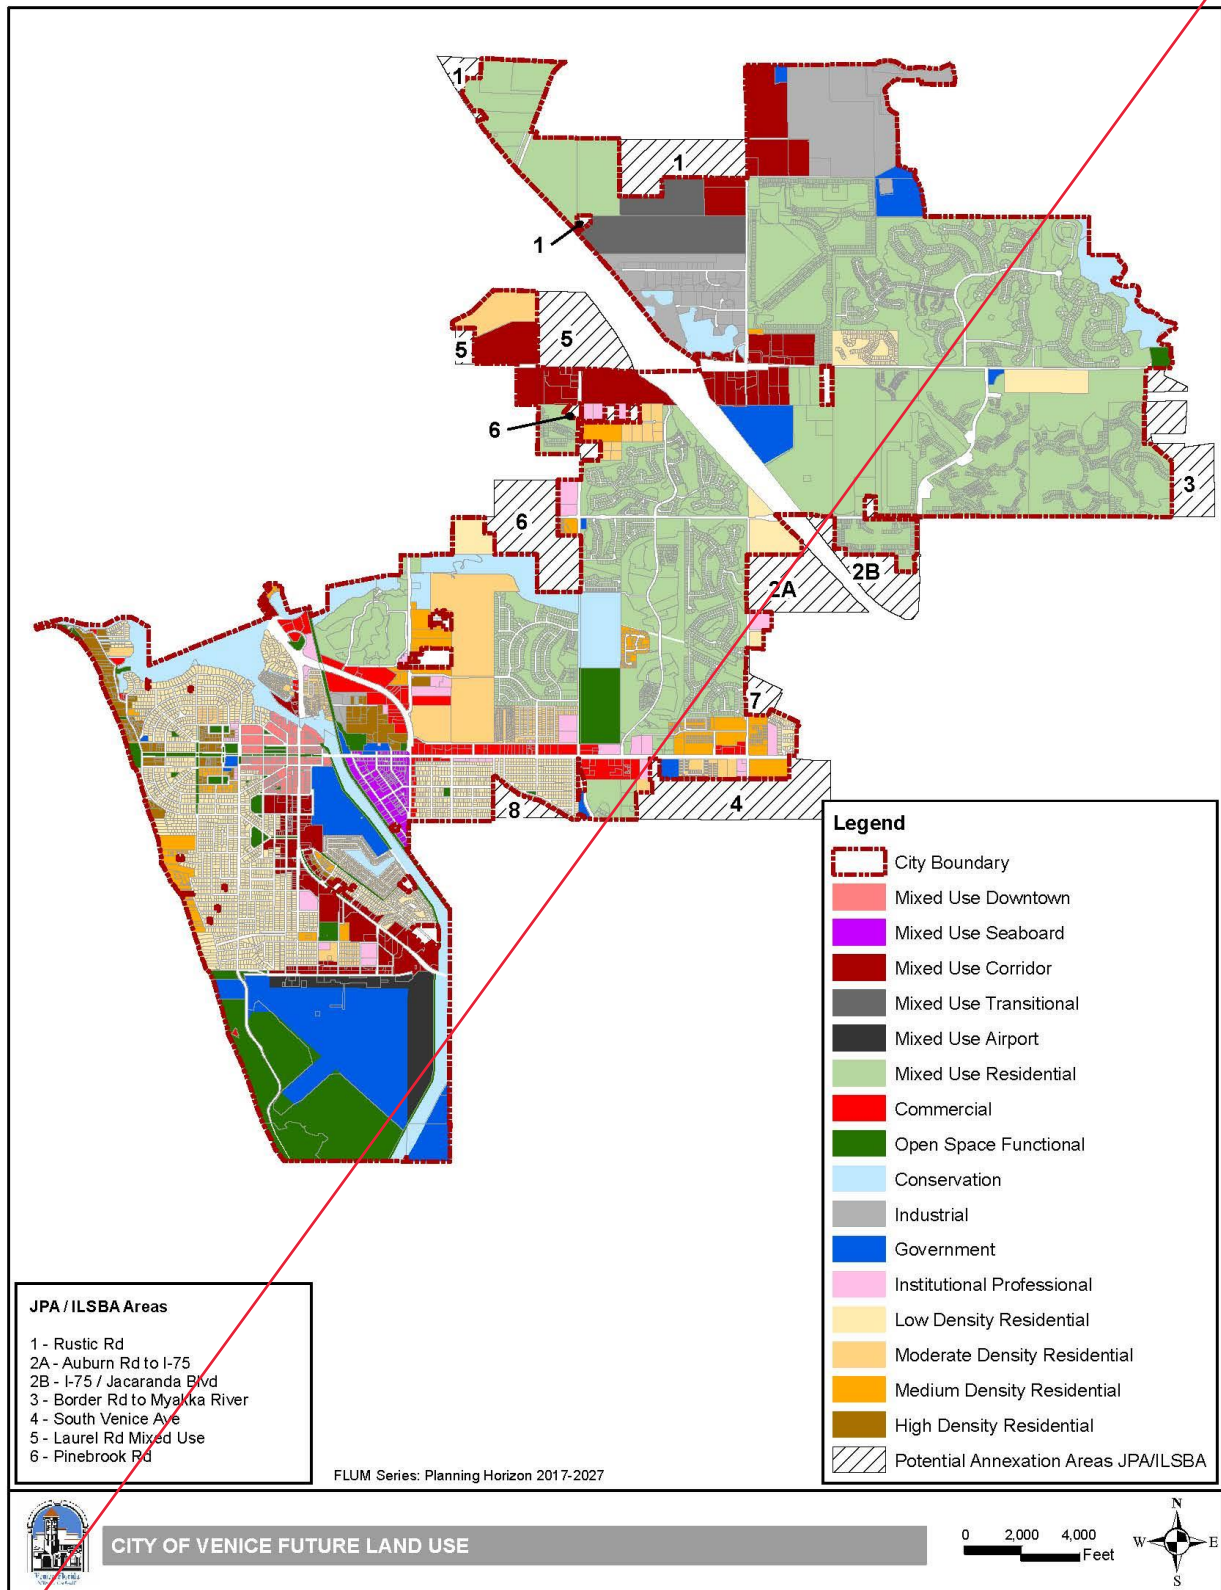 1
1
1
5
5
6
3
6
2A
2B
7
8
4
Legend
City Boundary
Mixed Use Downtown
Mixed Use Seaboard
Mixed Use Corridor
Mixed Use Transitional
Mixed Use Airport
Mixed Use Residential
Commercial
Open Space Functional
Conservation
Industrial
Government
Institutional Professional
Low Density Residential
Moderate Density Residential
Medium Density Residential
High Density Residential
Potential Annexation Areas JPA/ILSBA
JPA / ILSBA Areas
1 - Rustic Rd
2A - Auburn Rd to I-75
2B - I-75 / Jacaranda Blvd
3 - Border Rd to Myakka River
4 - South Venice Ave
5 - Laurel Rd Mixed Use
6 - Pinebrook Rd
FLUM Series: Planning Horizon 2017-2027
CITY OF VENICE FUTURE LAND USE
0 2,000 4,000
Feet
N
W E
S